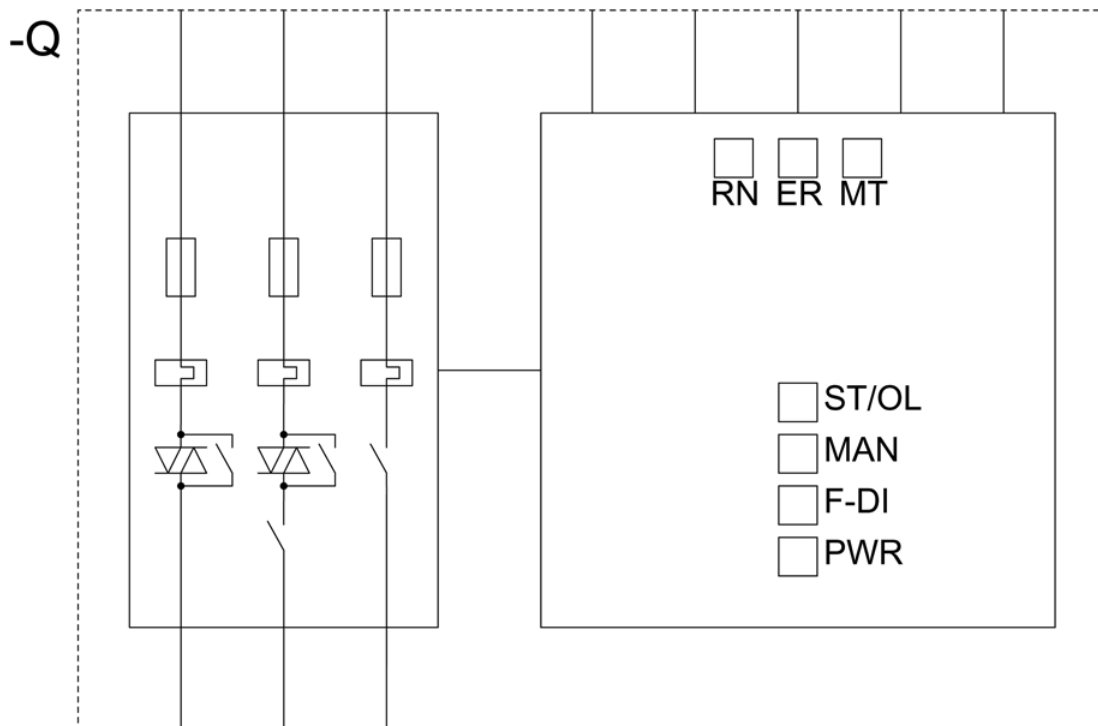 -Q
RN ER MT
ST/OL
MAN
F-DI
PWR